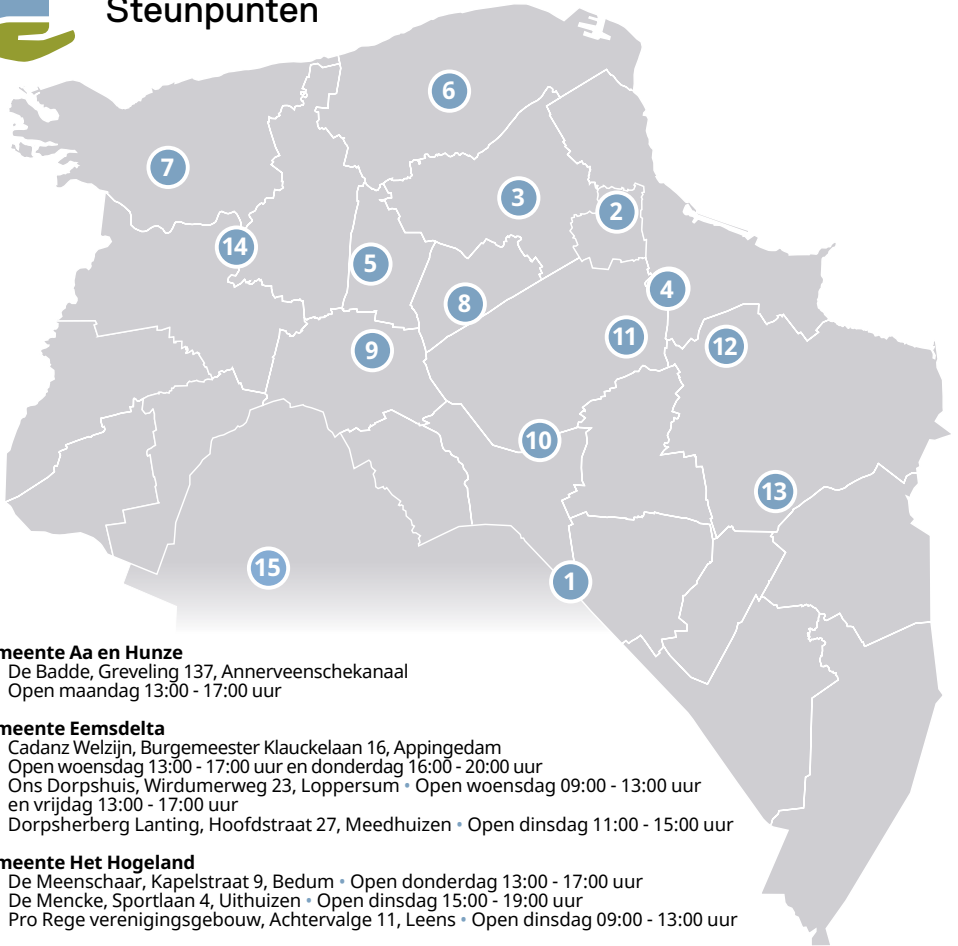 Steunpunten
6
7
3
2
14
5
4
8
11
12
9
10
13
15
1
meente Aa en Hunze
De Badde, Greveling 137, Annerveenschekanaal
Open maandag 13:00 - 17:00 uur
meente Eemsdelta
Cadanz Welzijn, Burgemeester Klauckelaan 16, Appingedam
Open woensdag 13:00 - 17:00 uur en donderdag 16:00 - 20:00 uur
Ons Dorpshuis, Wirdumerweg 23, Loppersum • Open woensdag 09:00 - 13:00 uur
en vrijdag 13:00 - 17:00 uur
Dorpsherberg Lanting, Hoofdstraat 27, Meedhuizen • Open dinsdag 11:00 - 15:00 uur
meente Het Hogeland
De Meenschaar, Kapelstraat 9, Bedum • Open donderdag 13:00 - 17:00 uur
De Mencke, Sportlaan 4, Uithuizen • Open dinsdag 15:00 - 19:00 uur
Pro Rege verenigingsgebouw, Achtervalge 11, Leens • Open dinsdag 09:00 - 13:00 uur